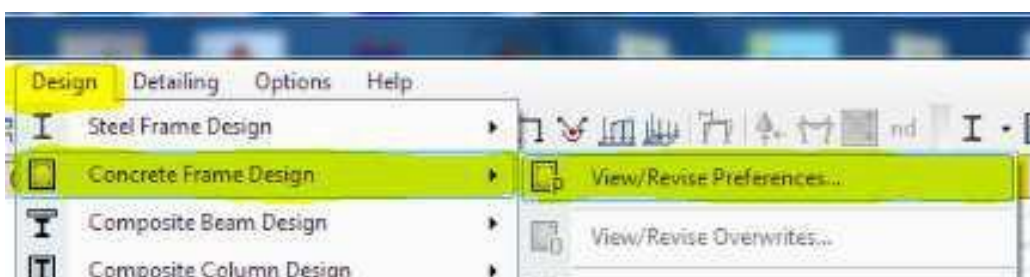 Design Detailing Options Help
Steel Frame Design
Concrete Frame Design View/Revise Preferences...
Composite Beam Design View/Revise Overwrites...
Composite Column Design
nd